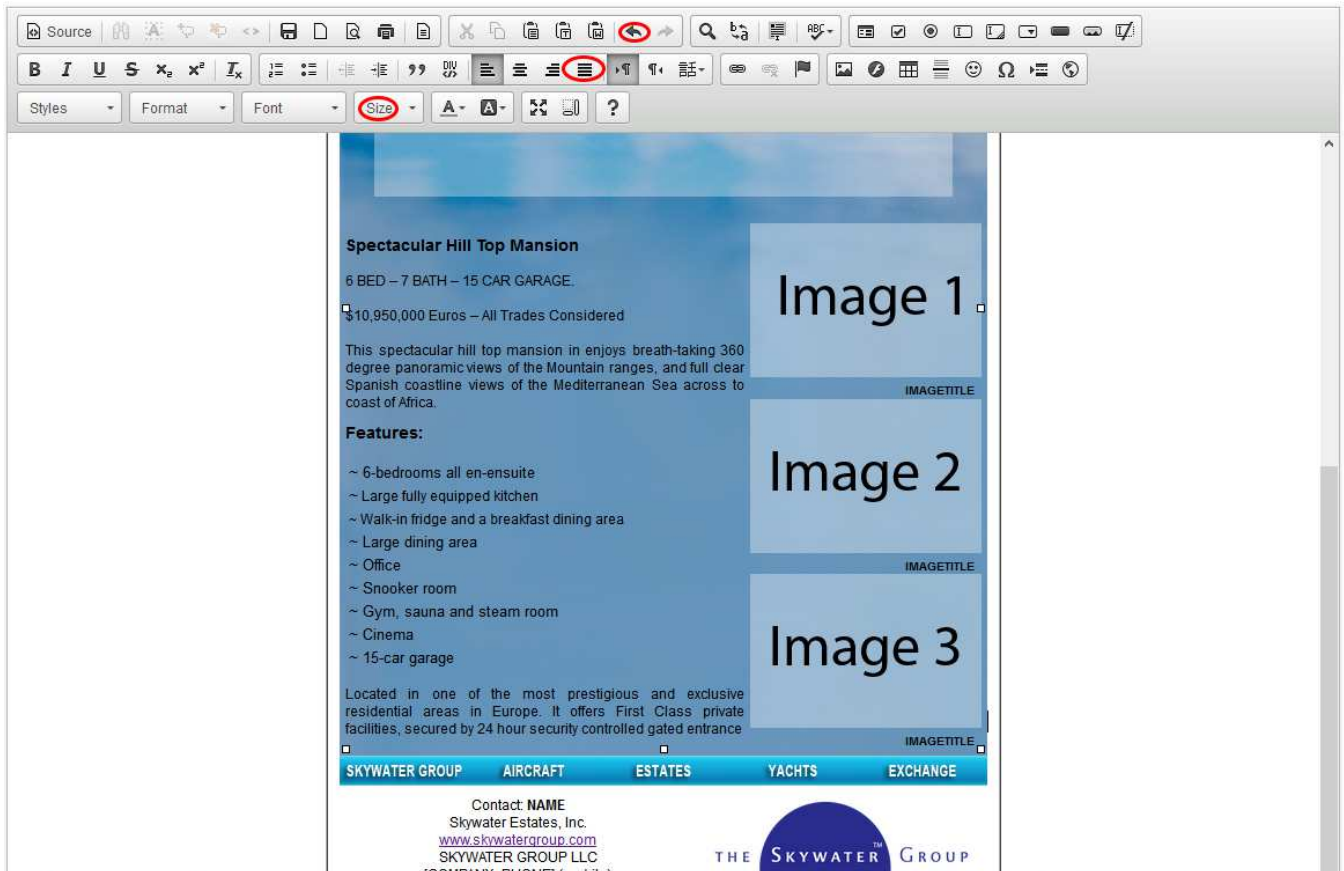 Source
Styles Format Font Size ?
Spectacular Hill Top Mansion
6 BED – 7 BATH – 15 CAR GARAGE.
$10,950,000 Euros – All Trades Considered
This spectacular hill top mansion in enjoys breath-taking 360
degree panoramic views of the Mountain ranges, and full clear
Spanish coastline views of the Mediterranean Sea across to
coast of Africa.
Features:
~ 6-bedrooms all en-ensuite
~ Large fully equipped kitchen
~ Walk-in fridge and a breakfast dining area
~ Large dining area
~ Office
~ Snooker room
~ Gym, sauna and steam room
~ Cinema
~ 15-car garage
Located in one of the most prestigious and exclusive
residential areas in Europe. It offers First Class private
facilities, secured by 24 hour security controlled gated entrance
Image 1
IMAGETITLE
Image 2
IMAGETITLE
Image 3
IMAGETITLE
SKYWATER GROUP AIRCRAFT ESTATES YACHTS EXCHANGE
Contact: NAME
Skywater Estates, Inc.
www.skywatergroup.com
SKYWATER GROUP LLC
THE SKYWATER™ GROUP